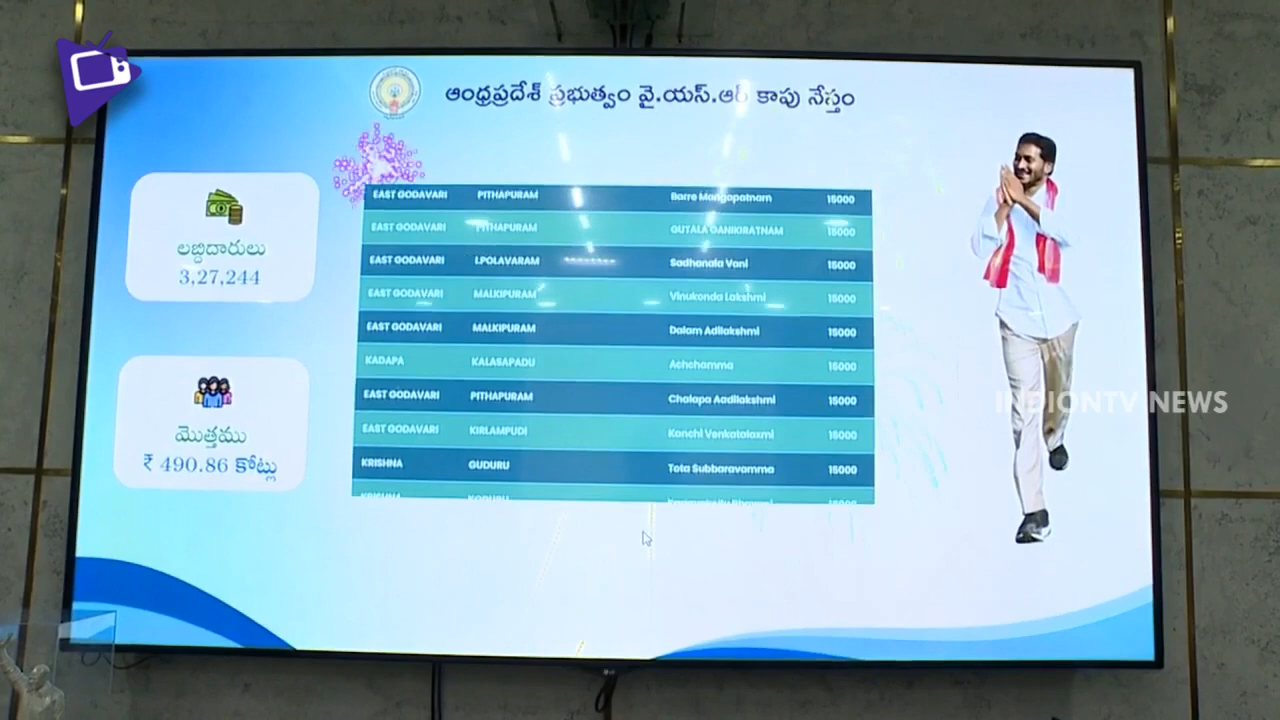 ఆంధ్రప్రదేశ్ ప్రభుత్వం వై.యస్.ఆర్ కాపు నేస్తం
లబ్దిదారులు
3,27,244
మొత్తము
₹ 490.86 కోట్లు
EAST GODAVARI PITHAPURAM Barre Mangapatnam 15000
EAST GODAVARI PITHAPURAM GUTALA GANIKIRATNAM 15000
EAST GODAVARI I.POLAVARAM Sadhanala Vani 15000
EAST GODAVARI MALKIPURAM Vinukonda Lakshmi 15000
EAST GODAVARI MALKIPURAM Dalam Adilakshmi 15000
KADAPA KALASAPADU Achchamma 15000
EAST GODAVARI PITHAPURAM Chalapa Aadilakshmi 15000
EAST GODAVARI KIRLAMPUDI Kanchi Venkatalaxmi 15000
KRISHNA GUDURU Tota Subbaravamma 15000
INDIONTV NEWS